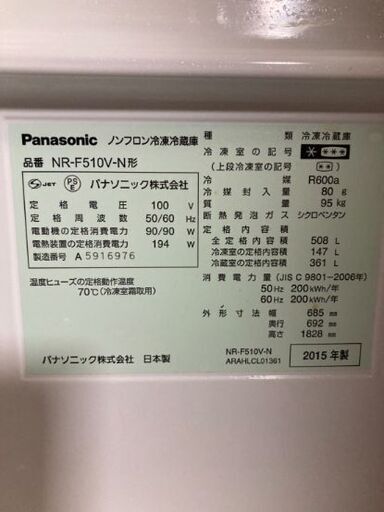 Panasonic ノンフロン冷凍冷蔵庫
品番 NR-F510V-N形
S JET PS E パナソニック株式会社
定格電圧 100 V
定格周波数 50/60 Hz
電動機の定格消費電力 90/90 W
電熱装置の定格消費電力 194 W
製造番号 A 5916976
温度ヒューズの定格動作温度
70℃(冷凍室霜取用)
パナソニック株式会社 日本製
種類 冷凍冷蔵庫
冷凍室の記号
(上段冷凍室の記号)
冷媒 R600a
冷媒封入量 80 g
質量 95 kg
断熱発泡ガス シクロペンタン
定格内容積
全定格内容積 508 L
冷凍室の定格内容積 147 L
冷蔵室の定格内容積 361 L
消費電力量(JIS C 9801-2006年)
50Hz 200kWh/年
60Hz 200kWh/年
外形寸法 幅 685 mm
奥行 692 mm
高さ 1828 mm
NR-F510V-N
ARAHLCL01361
2015年製